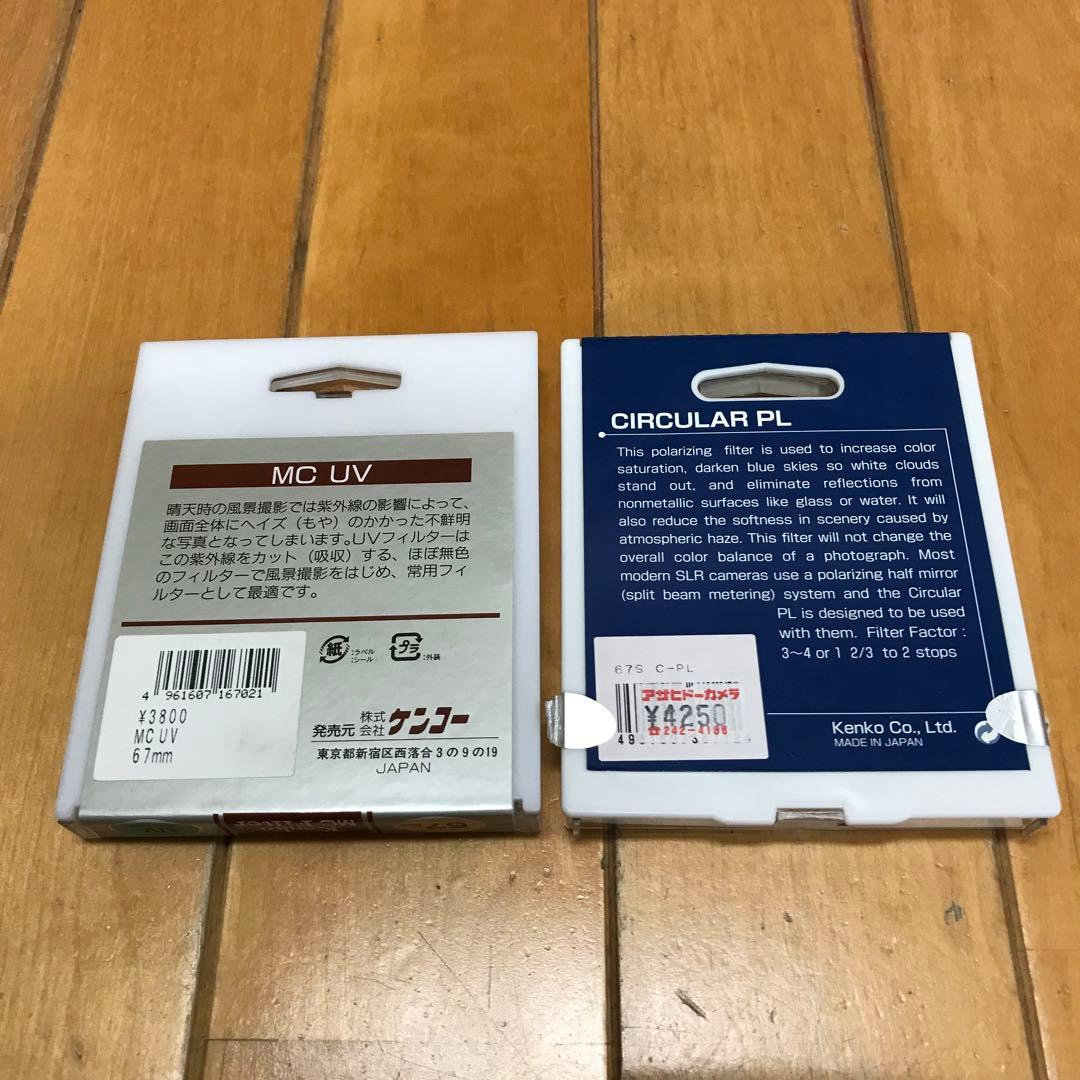 MC UV
晴天時の風景撮影では紫外線の影響によって、
画面全体にヘイズ（もや）のかかった不鮮明
な写真となってしまいます。UVフィルターは
この紫外線をカット（吸収）する、ほぼ無色
のフィルターで風景撮影をはじめ、常用フィ
ルターとして最適です。
4 961607 167021
¥3800
MC UV
67mm
紙 :ラベル :シール
プラ :外装
発売元 株式会社 ケンコー
東京都新宿区西落合3の9の19
JAPAN
CIRCULAR PL
This polarizing filter is used to increase color
saturation, darken blue skies so white clouds
stand out, and eliminate reflections from
nonmetallic surfaces like glass or water. It will
also reduce the softness in scenery caused by
atmospheric haze. This filter will not change the
overall color balance of a photograph. Most
modern SLR cameras use a polarizing half mirror
(split beam metering) system and the Circular
PL is designed to be used
with them. Filter Factor :
3~4 or 1 2/3 to 2 stops
67S C-PL
アサヒドーカメラ
¥4250
☎242-4186
Kenko Co., Ltd.
MADE IN JAPAN